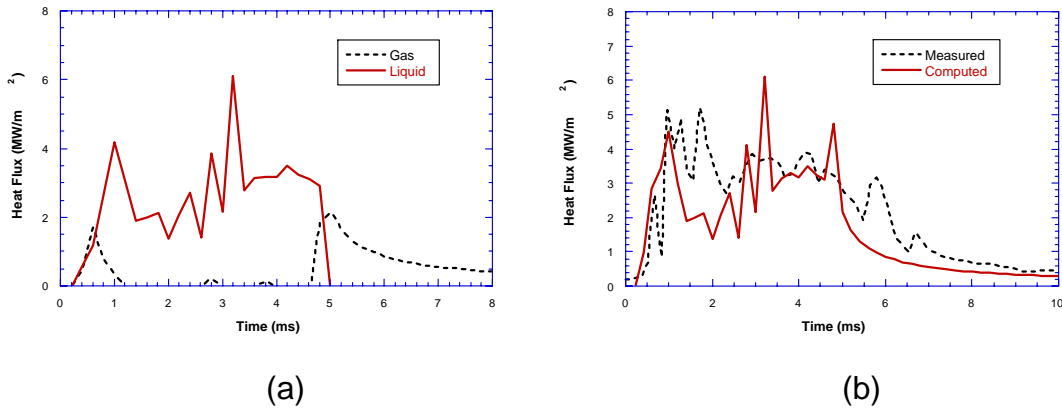 8
6
4
2
0
Heat Flux (MW/m 2)
Gas
Liquid
0 1 2 3 4 5 6 7 8
Time (ms)
(a)
8
7
6
5
4
3
2
1
0
Heat Flux (MW/m 2)
Measured
Computed
0 2 4 6 8 10
Time (ms)
(b)